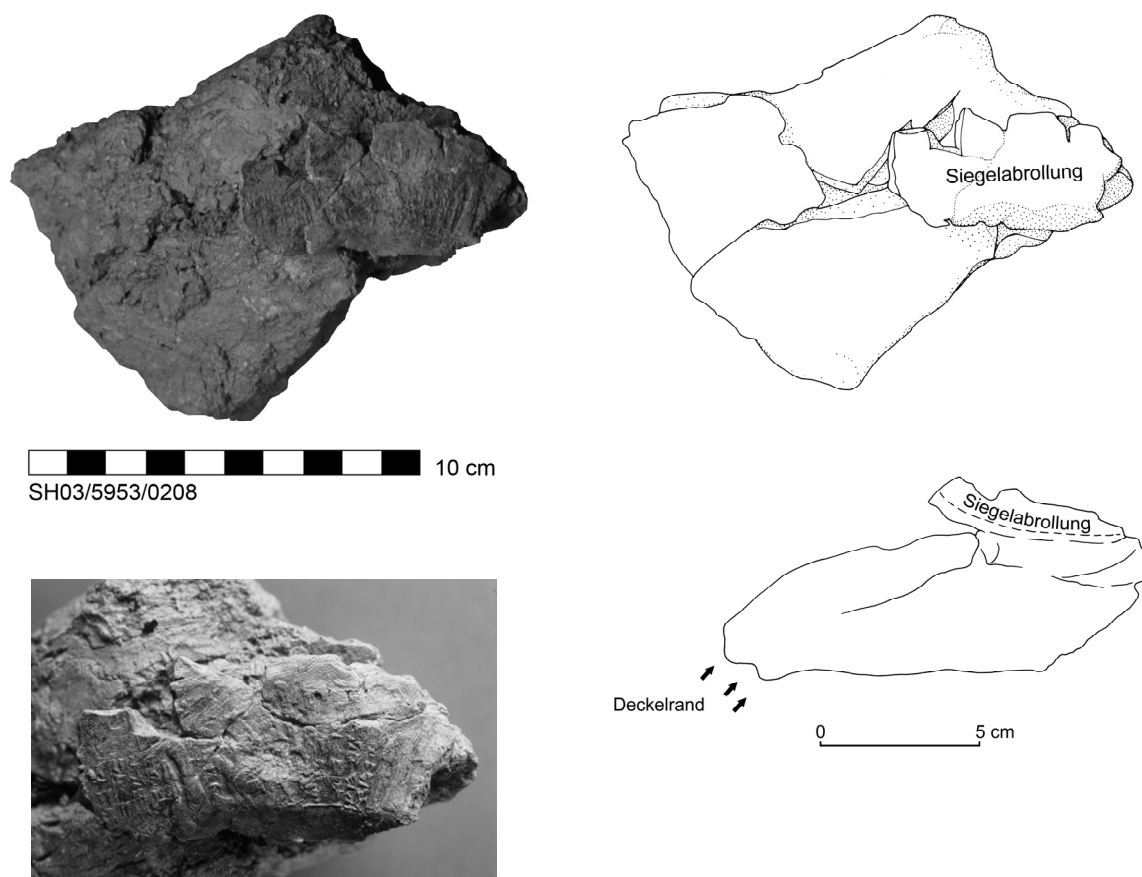 Siegelabrollung
10 cm
SH03/5953/0208
Siegelabrollung
Deckelrand
0 5 cm